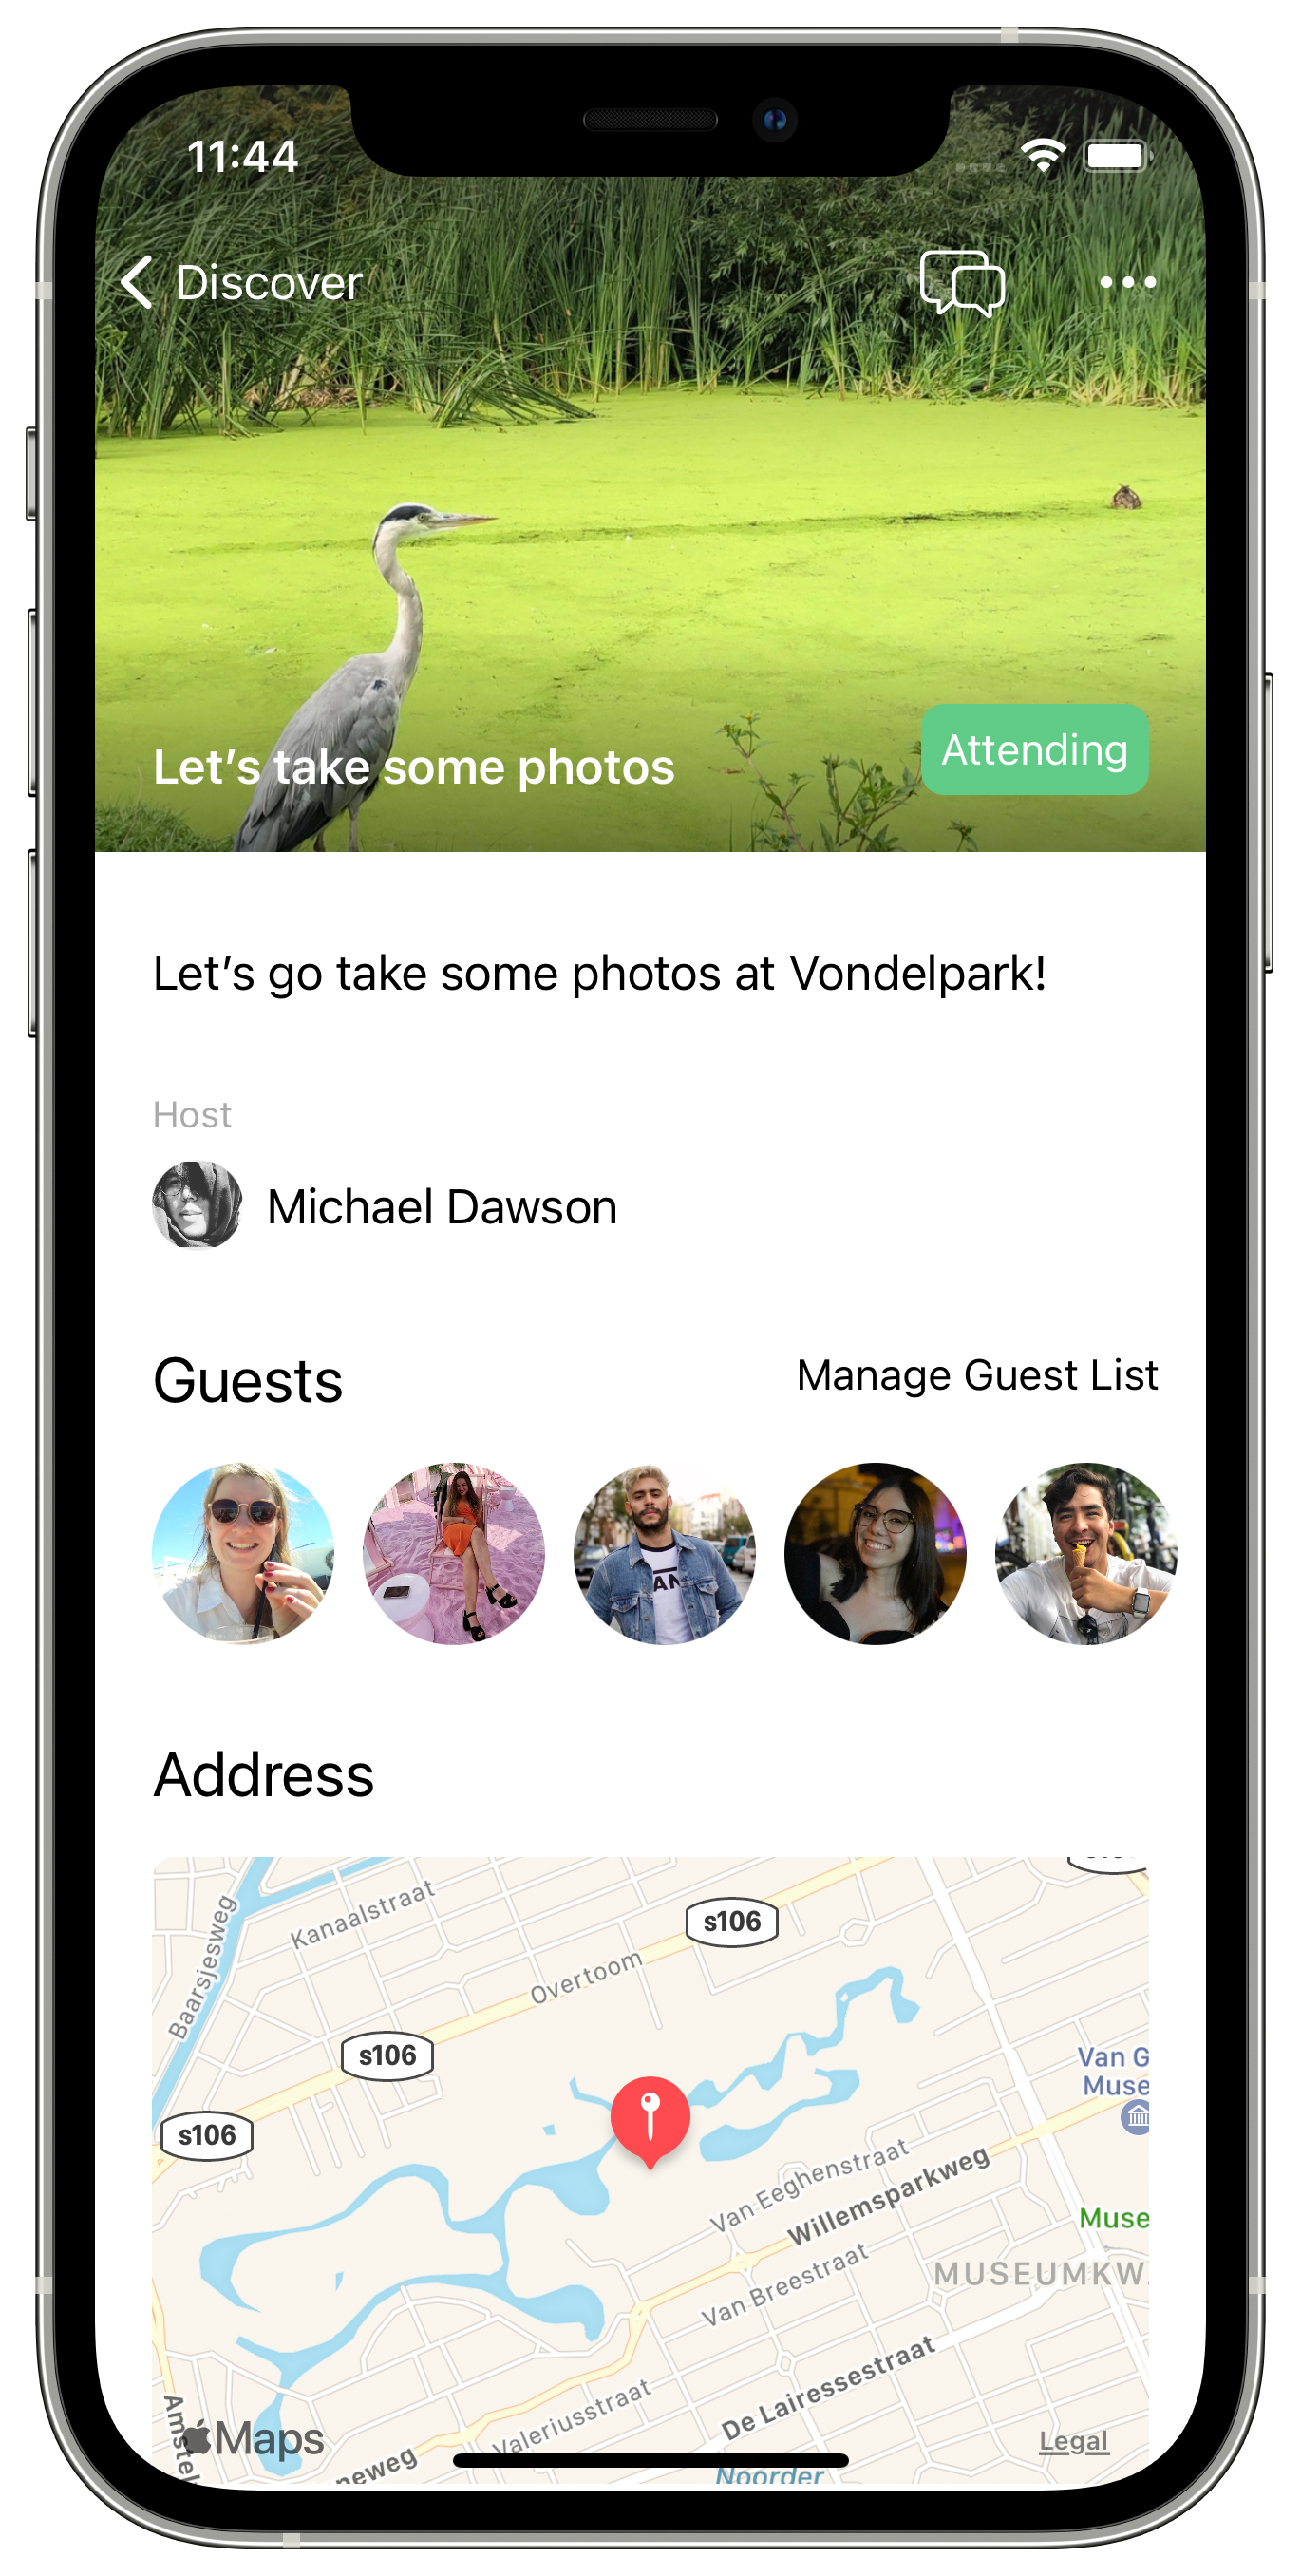 11:44
Discover
Let’s take some photos
Attending
Let’s go take some photos at Vondelpark!
Host
Michael Dawson
Guests
Manage Guest List
Address
Kanaalstraat
Baarsjesweg
s106
Overtoom
s106
Van G
Muse
s106
Van Eeghenstraat
Willemsparkweg
Muse
Van Breestraat
MUSEUMKW
De Lairessestraat
Valeriusstraat
Amstel
Maps
neweg
Legal
Noorder